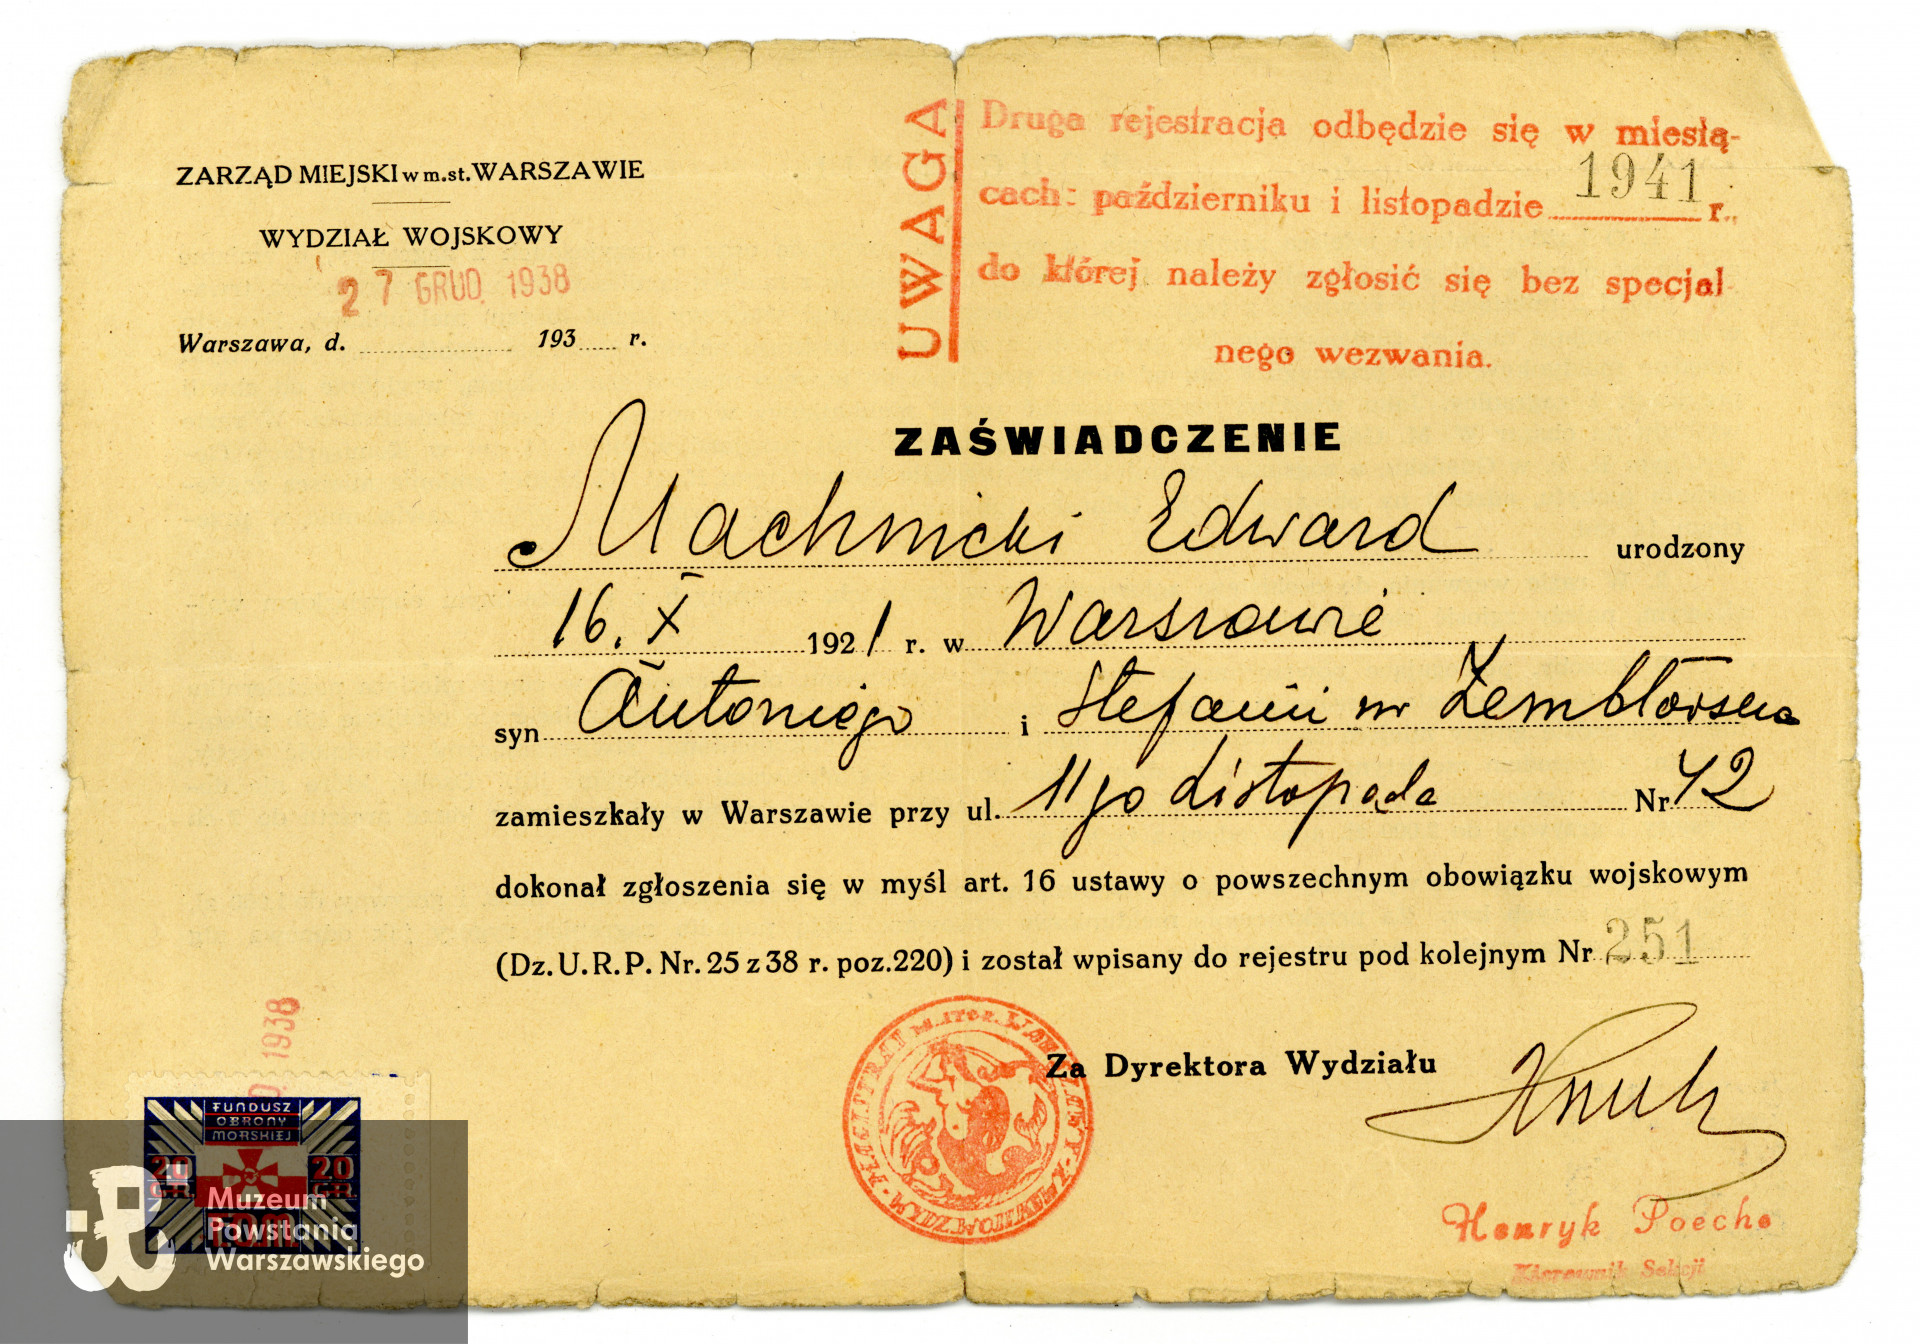 ZARZĄD MIEJSKI w m.st. WARSZAWIE
WYDZIAŁ WOJSKOWY
27 GRUD. 1938
Warszawa, d. 193 r.
UWAGA
Druga rejestracja odbędzie się w miesią-
cach: październiku i listopadzie 1941 r.
do której należy zgłosić się bez specjal-
nego wezwania.
ZAŚWIADCZENIE
Machnicki Edward urodzony
16. X 1921 r. w Warszawie
syn Antoniego i Stefanii
zamieszkały w Warszawie przy ul. 11go Listopada Nr 42
dokonał zgłoszenia się w myśl art. 16 ustawy o powszechnym obowiązku wojskowym
(Dz. U. R. P. Nr. 25 z 38 r. poz. 220) i został wpisany do rejestru pod kolejnym Nr 251
Za Dyrektora Wydziału
Henryk Poeche
Kierownik Sekcji
1938
FUNDUSZ
OBRONY
MORSKIEJ
20 GR. 20 GR.
F.O.M
Muzeum
Powstania
Warszawskiego